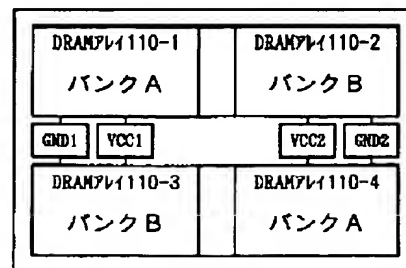 DRAMアレイ110-1
バンクA
DRAMアレイ110-2
バンクB
GND1
VCC1
VCC2
GND2
DRAMアレイ110-3
バンクB
DRAMアレイ110-4
バンクA